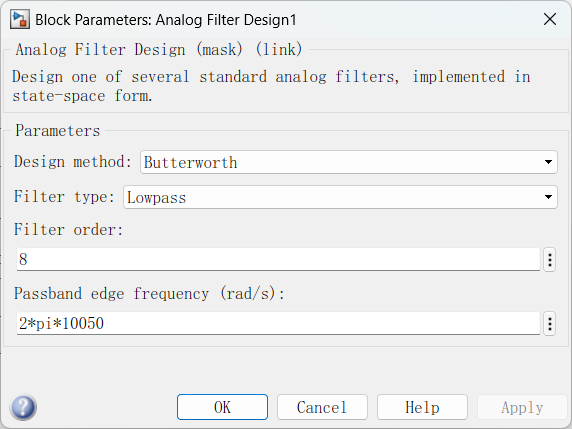 Block Parameters: Analog Filter Design1
Analog Filter Design (mask) (link)
Design one of several standard analog filters, implemented in
state-space form.
Parameters
Design method: Butterworth
Filter type: Lowpass
Filter order:
8
Passband edge frequency (rad/s):
2*pi*10050
OK Cancel Help Apply